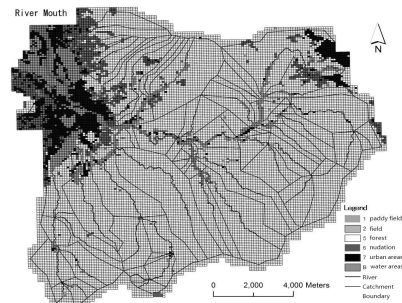 River Mouth
N
Legend
1 paddy field
2 field
5 forest
6 nudation
7 urban areas
8 water areas
River
Catchment
Boundary
0 2,000 4,000 Meters